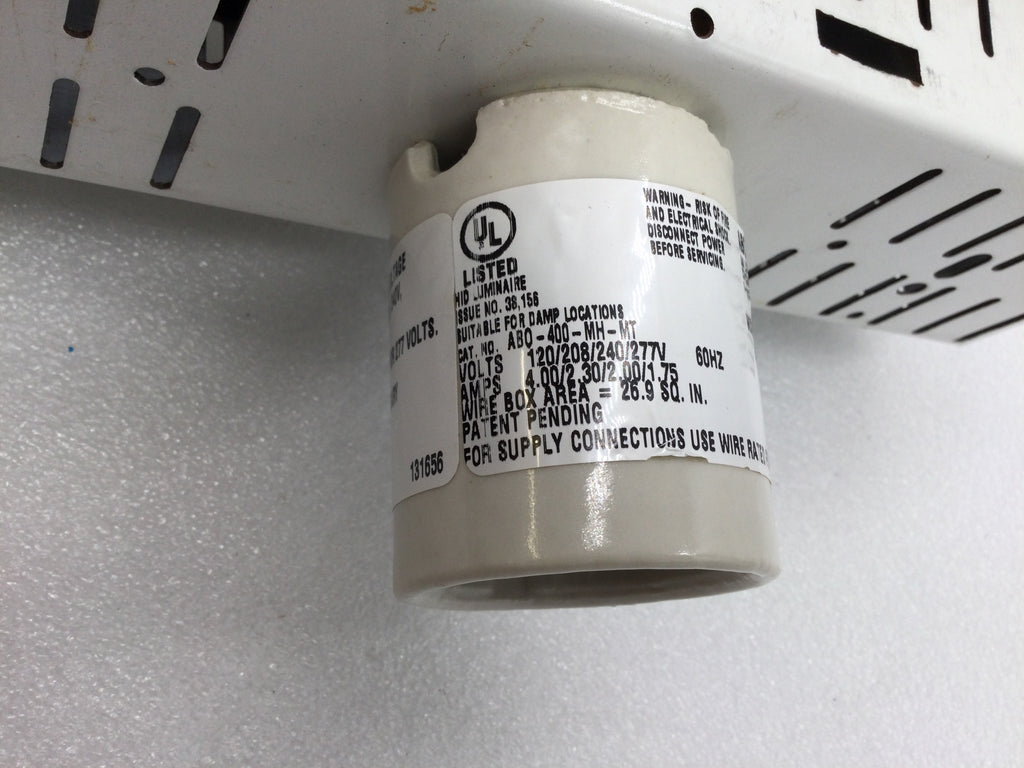 UL
LISTED
HID LUMINAIRE
ISSUE NO. 38,156
SUITABLE FOR DAMP LOCATIONS
CAT. NO. ABO-400-MH-MT
VOLTS 120/208/240/277V 60HZ
AMPS 4.00/2.30/2.00/1.75
WIRE BOX AREA = 26.9 SQ. IN.
PATENT PENDING
FOR SUPPLY CONNECTIONS USE WIRE
WARNING- RISK OF
AND ELECTRICAL
DISCONNECT POWER
BEFORE SERVICING.
277 VOLTS.
131656